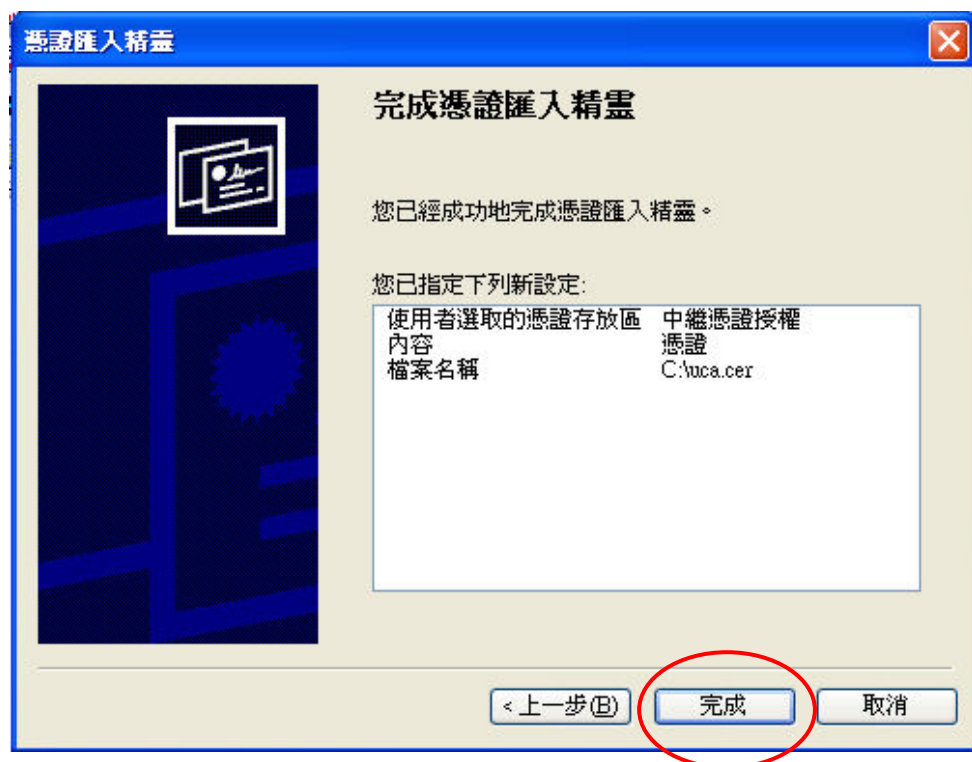 憑證匯入精靈
完成憑證匯入精靈
您已經成功地完成憑證匯入精靈。
您已指定下列新設定:
使用者選取的憑證存放區 中繼憑證授權
內容 憑證
檔案名稱 C:\uca.cer
<上一步(B) 完成 取消